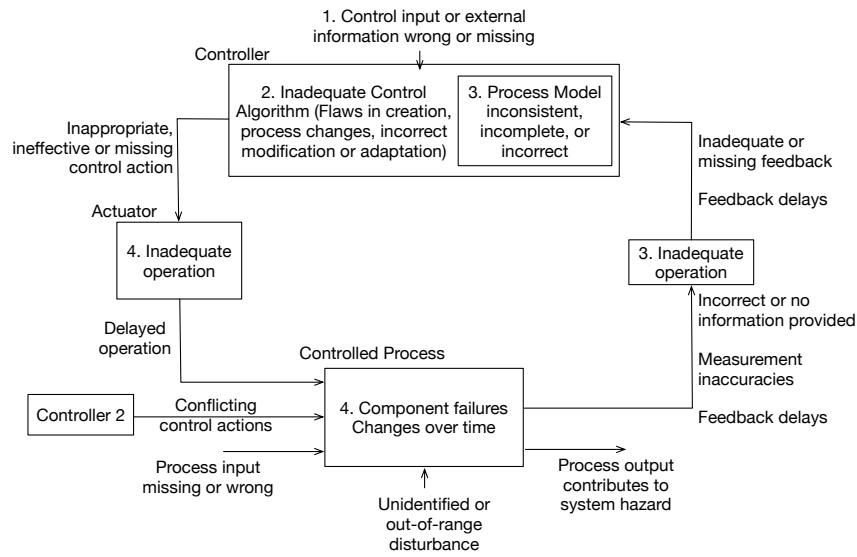 1. Control input or external
information wrong or missing
Controller
2. Inadequate Control
Algorithm (Flaws in creation,
process changes, incorrect
modification or adaptation)
3. Process Model
inconsistent,
incomplete, or
incorrect
Inappropriate,
ineffective or missing
control action
Inadequate or
missing feedback
Feedback delays
Actuator
4. Inadequate
operation
3. Inadequate
operation
Incorrect or no
information provided
Delayed
operation
Measurement
inaccuracies
Feedback delays
Controlled Process
4. Component failures
Changes over time
Controller 2
Conflicting
control actions
Process input
missing or wrong
Process output
contributes to
system hazard
Unidentified or
out-of-range
disturbance